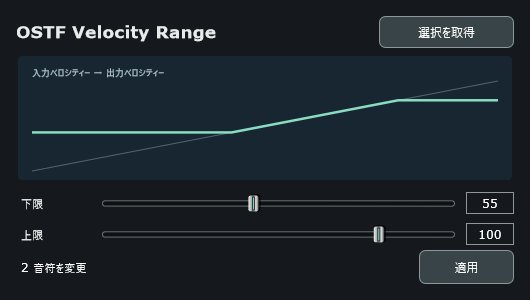 OSTF Velocity Range
選択を取得
入力ベロシティー — 出力ベロシティー
下限
55
上限
100
2 音符を変更
適用